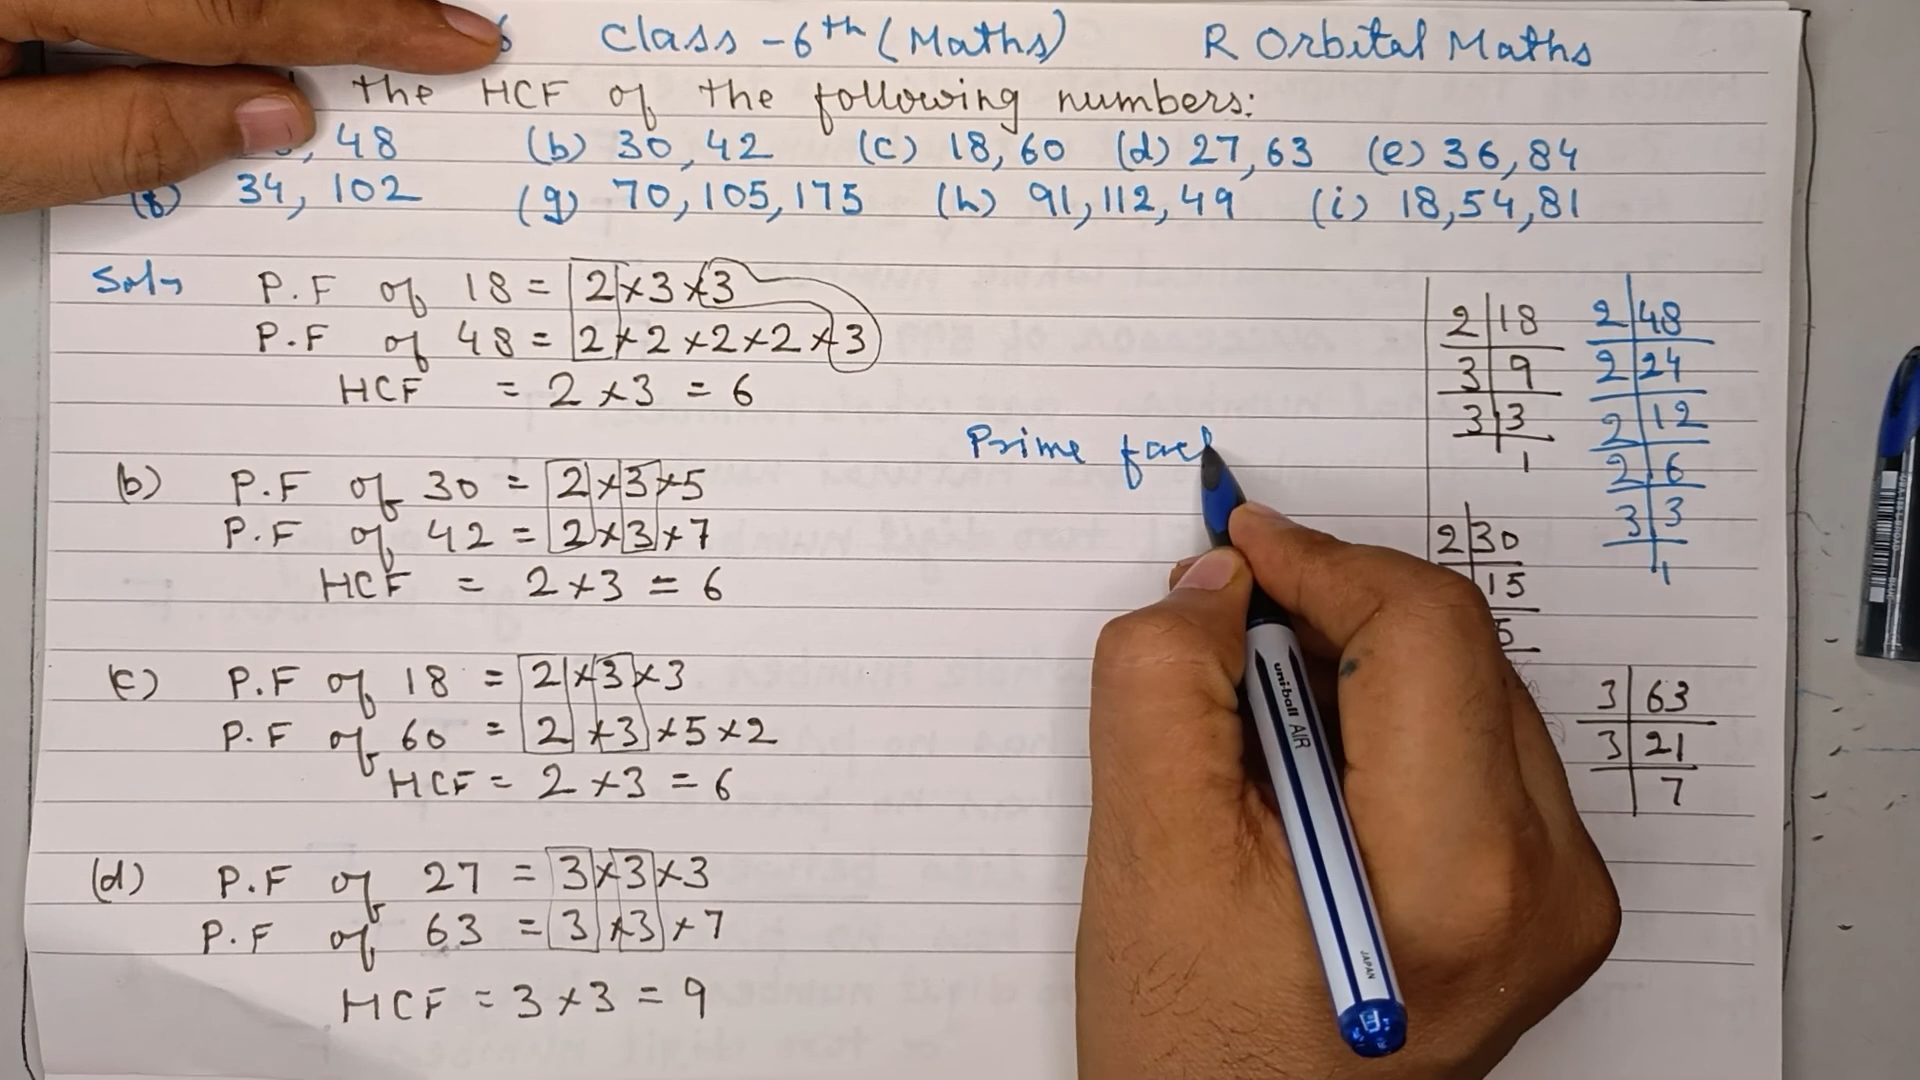 6 Class - 6th (Maths) R Orbital Maths
the HCF of the following numbers:
, 48 (b) 30, 42 (c) 18, 60 (d) 27, 63 (e) 36, 84
34, 102 (g) 70, 105, 175 (h) 91, 112, 49 (i) 18, 54, 81
Sol→ P.F of 18 = 2 × 3 × 3
P.F of 48 = 2 × 2 × 2 × 2 × 3
HCF = 2 × 3 = 6
Prime fact
(b) P.F of 30 = 2 × 3 × 5
P.F of 42 = 2 × 3 × 7
HCF = 2 × 3 = 6
(c) P.F of 18 = 2 × 3 × 3
P.F of 60 = 2 × 3 × 5 × 2
HCF = 2 × 3 = 6
(d) P.F of 27 = 3 × 3 × 3
P.F of 63 = 3 × 3 × 7
HCF = 3 × 3 = 9
2 | 18
3 | 9
3 | 3
1
2 | 48
2 | 24
2 | 12
2 | 6
3 | 3
1
2 | 30
15
5
3 | 63
3 | 21
7
uni-ball AIR
JAPAN